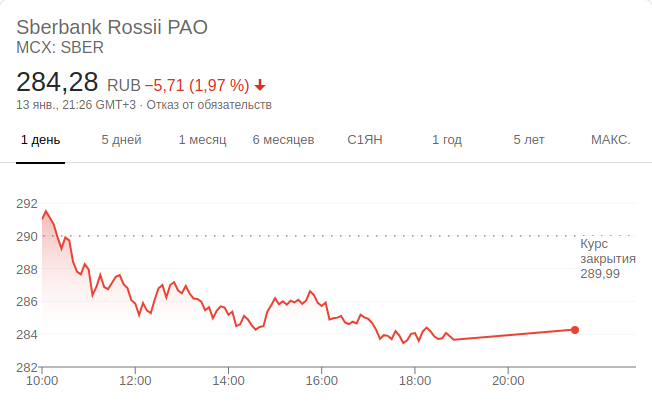 Sberbank Rossii PAO
MCX: SBER
284,28 RUB −5,71 (1,97 %)
13 янв., 21:26 GMT+3 · Отказ от обязательств
1 день 5 дней 1 месяц 6 месяцев С1ЯН 1 год 5 лет МАКС.
292
290
Курс
закрытия
289,99
288
286
284
282
10:00 12:00 14:00 16:00 18:00 20:00